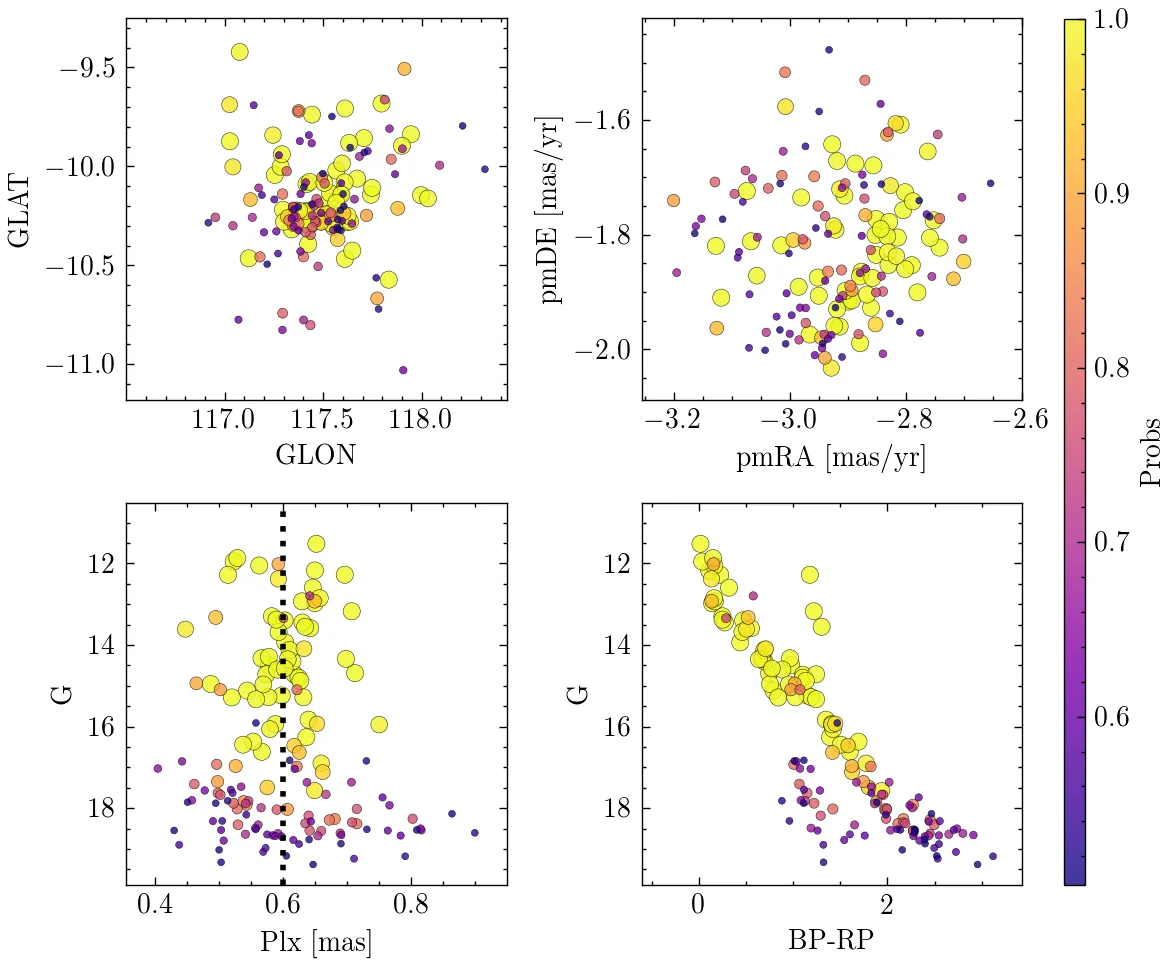 −9.5
−10.0
−10.5
−11.0
GLAT
117.0 117.5 118.0
GLON
−1.6
−1.8
−2.0
pmDE [mas/yr]
−3.2 −3.0 −2.8 −2.6
pmRA [mas/yr]
12
14
16
18
G
0.4 0.6 0.8
Plx [mas]
12
14
16
18
G
0 2
BP-RP
1.0
0.9
0.8
0.7
0.6
Probs